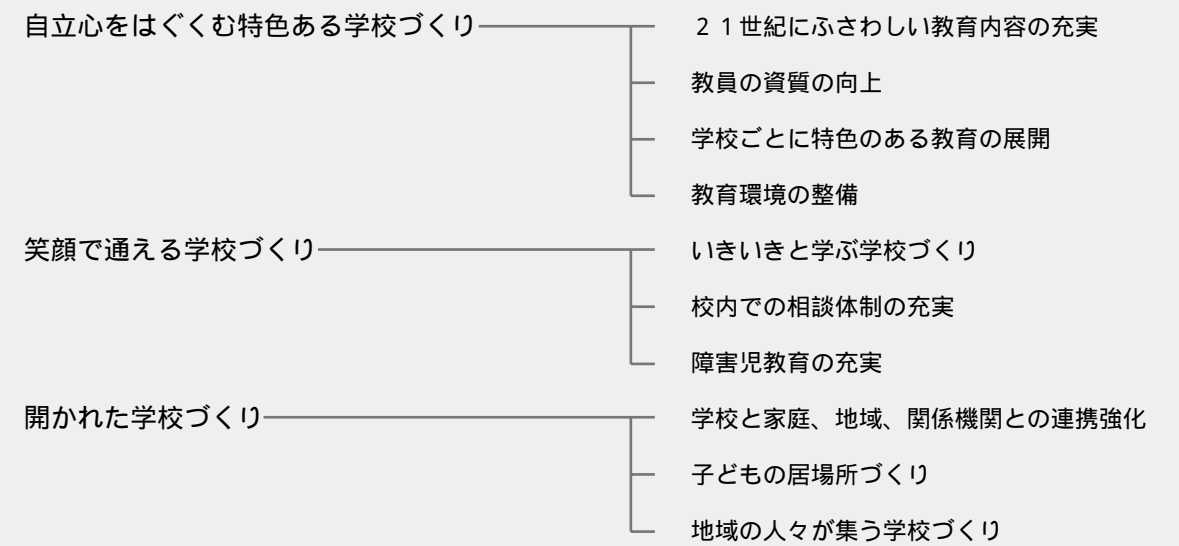 自立心をはぐくむ特色ある学校づくり
２１世紀にふさわしい教育内容の充実
教員の資質の向上
学校ごとに特色のある教育の展開
教育環境の整備
笑顔で通える学校づくり
いきいきと学ぶ学校づくり
校内での相談体制の充実
障害児教育の充実
開かれた学校づくり
学校と家庭、地域、関係機関との連携強化
子どもの居場所づくり
地域の人々が集う学校づくり